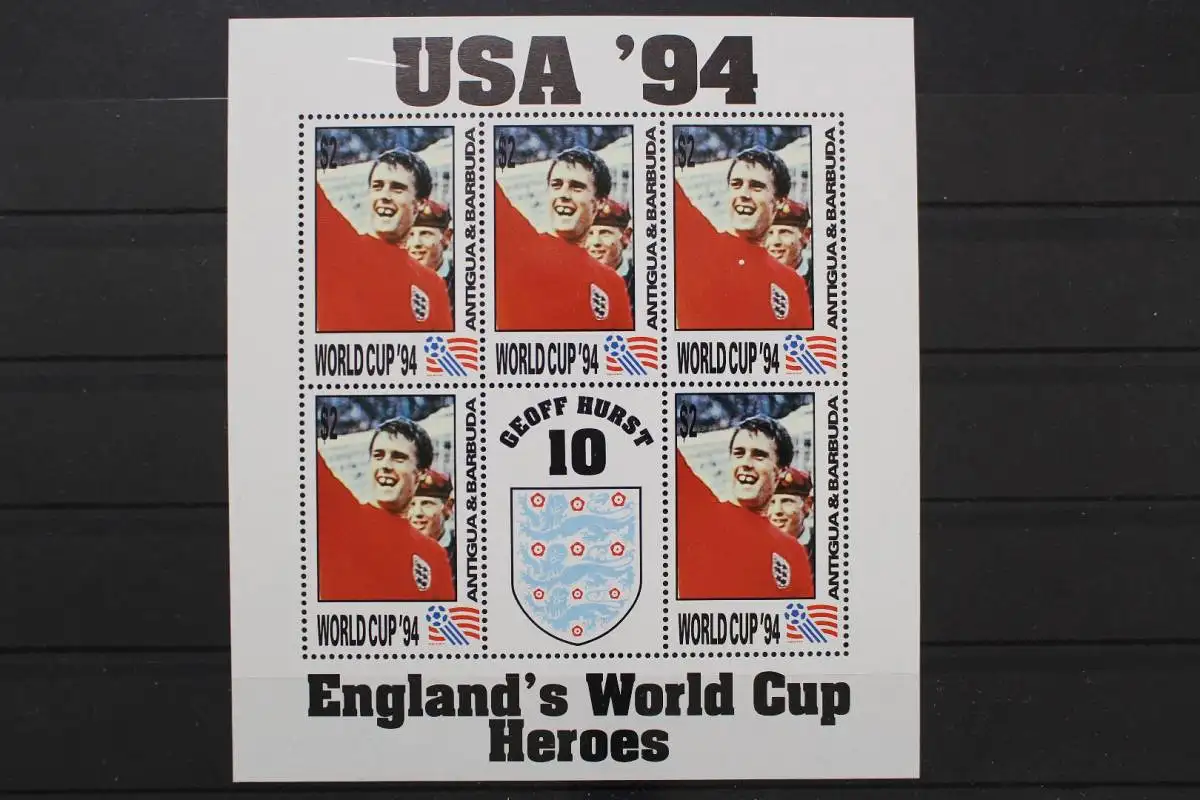 USA '94
$2
ANTIGUA & BARBUDA
WORLD CUP '94
$2
ANTIGUA & BARBUDA
WORLD CUP '94
$2
ANTIGUA & BARBUDA
WORLD CUP '94
$2
ANTIGUA & BARBUDA
WORLD CUP '94
GEOFF HURST
10
$2
ANTIGUA & BARBUDA
WORLD CUP '94
England's World Cup
Heroes